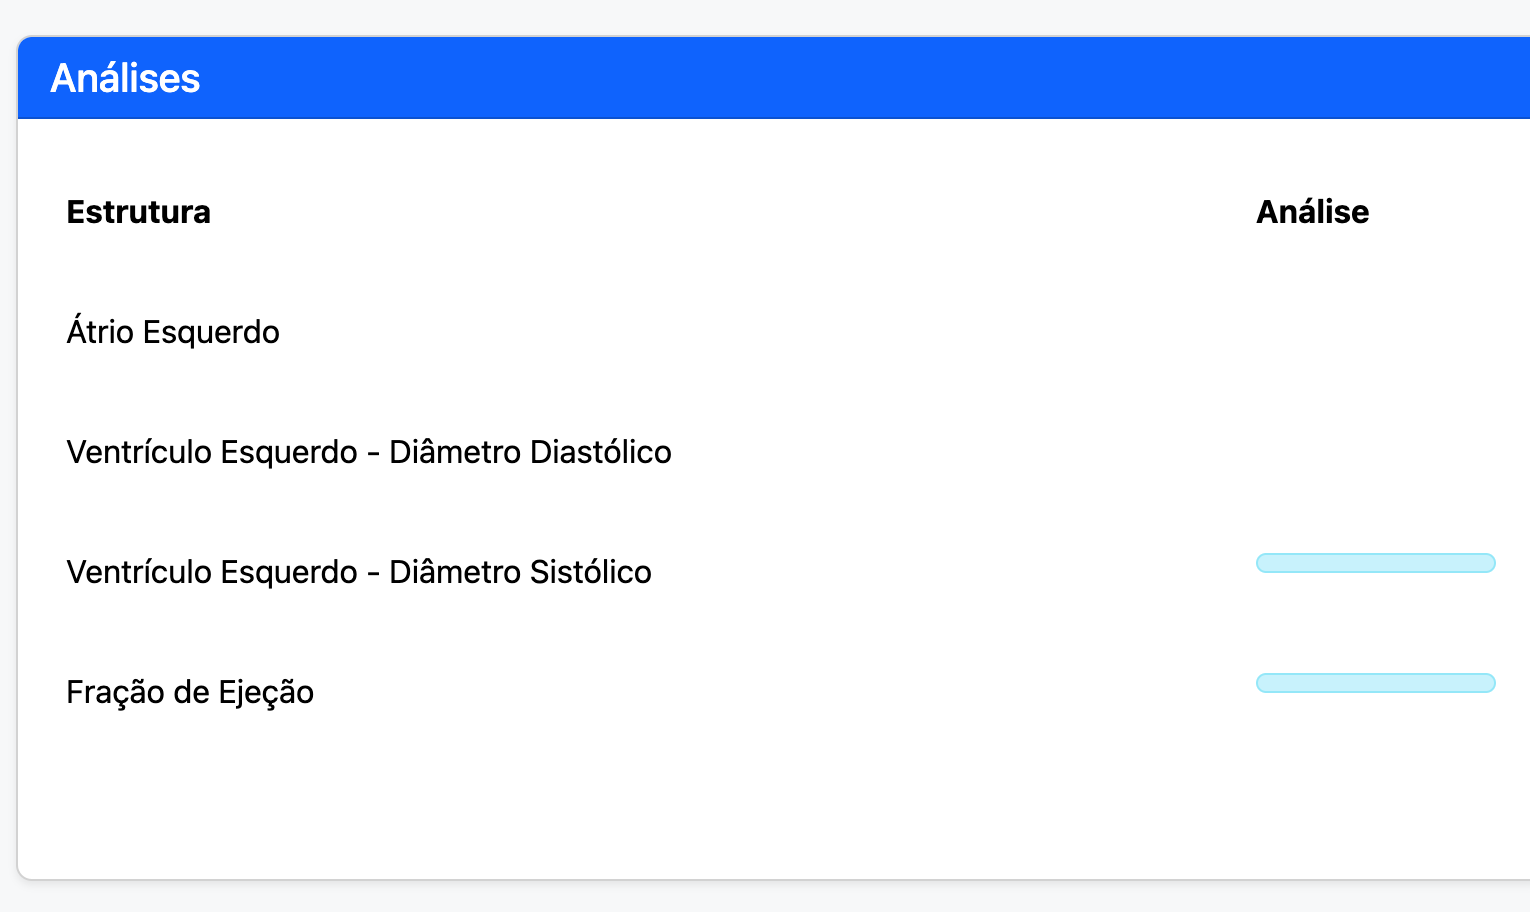 Análises
Estrutura Análise
Átrio Esquerdo
Ventrículo Esquerdo - Diâmetro Diastólico
Ventrículo Esquerdo - Diâmetro Sistólico
Fração de Ejeção